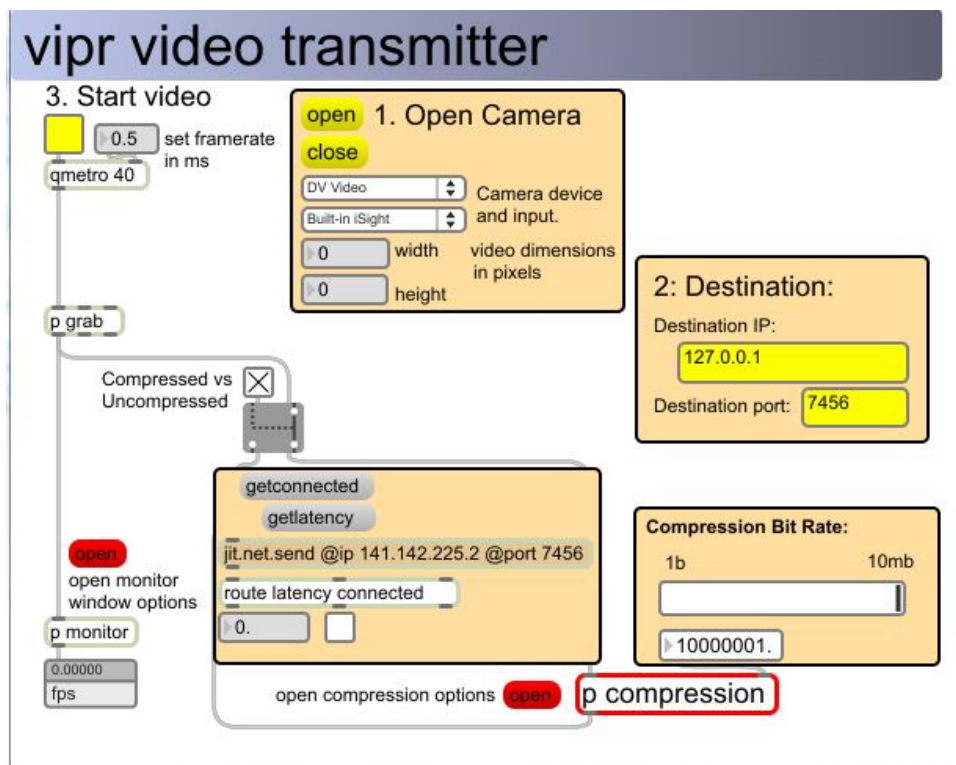 vipr video transmitter
3. Start video
0.5
set framerate
in ms
qmetro 40
open
1. Open Camera
close
DV Video
Camera device
and input.
Built-in iSight
0
width
video dimensions
in pixels
0
height
2: Destination:
Destination IP:
127.0.0.1
Destination port:
7456
p grab
Compressed vs
Uncompressed
getconnected
getlatency
jit.net.send @ip 141.142.225.2 @port 7456
route latency connected
0.
open
open monitor
window options
p monitor
0.00000
fps
Compression Bit Rate:
1b
10mb
10000001.
open compression options
open
p compression